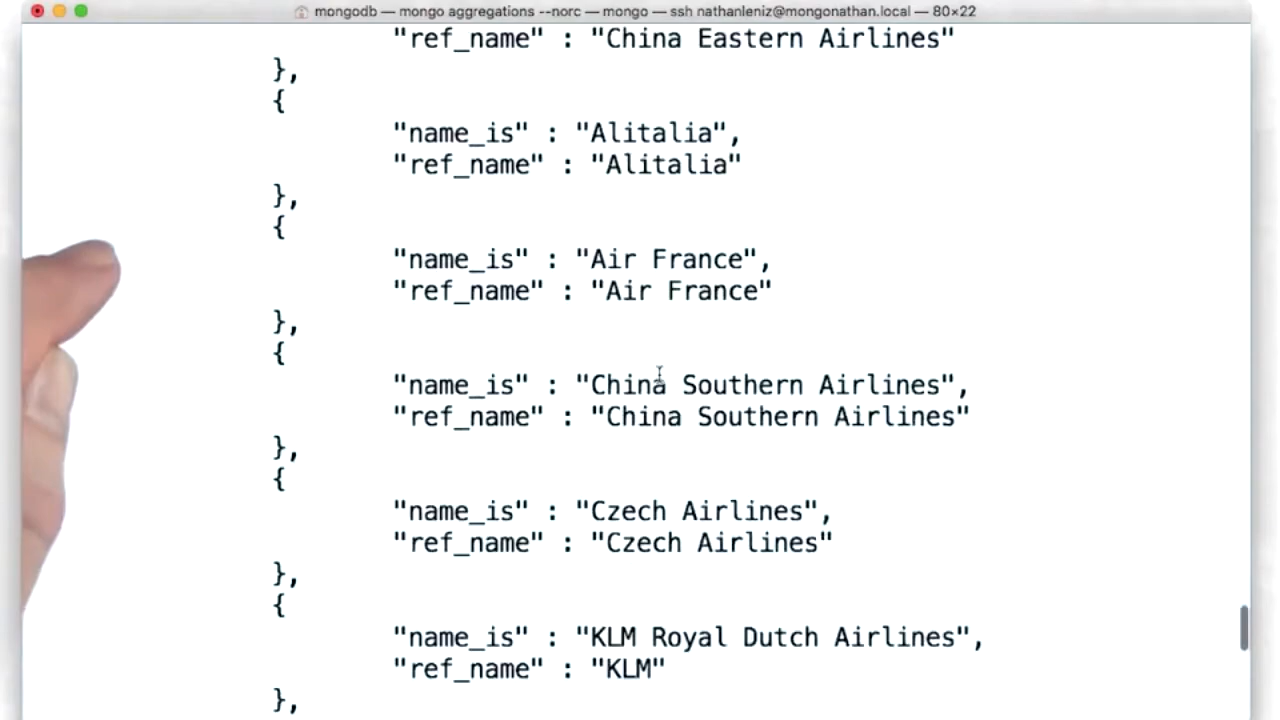 mongodb — mongo aggregations --norc — mongo — ssh nathanleniz@mongonathan.local — 80×22
"ref_name" : "China Eastern Airlines"
},
{
"name_is" : "Alitalia",
"ref_name" : "Alitalia"
},
{
"name_is" : "Air France",
"ref_name" : "Air France"
},
{
"name_is" : "China Southern Airlines",
"ref_name" : "China Southern Airlines"
},
{
"name_is" : "Czech Airlines",
"ref_name" : "Czech Airlines"
},
{
"name_is" : "KLM Royal Dutch Airlines",
"ref_name" : "KLM"
},